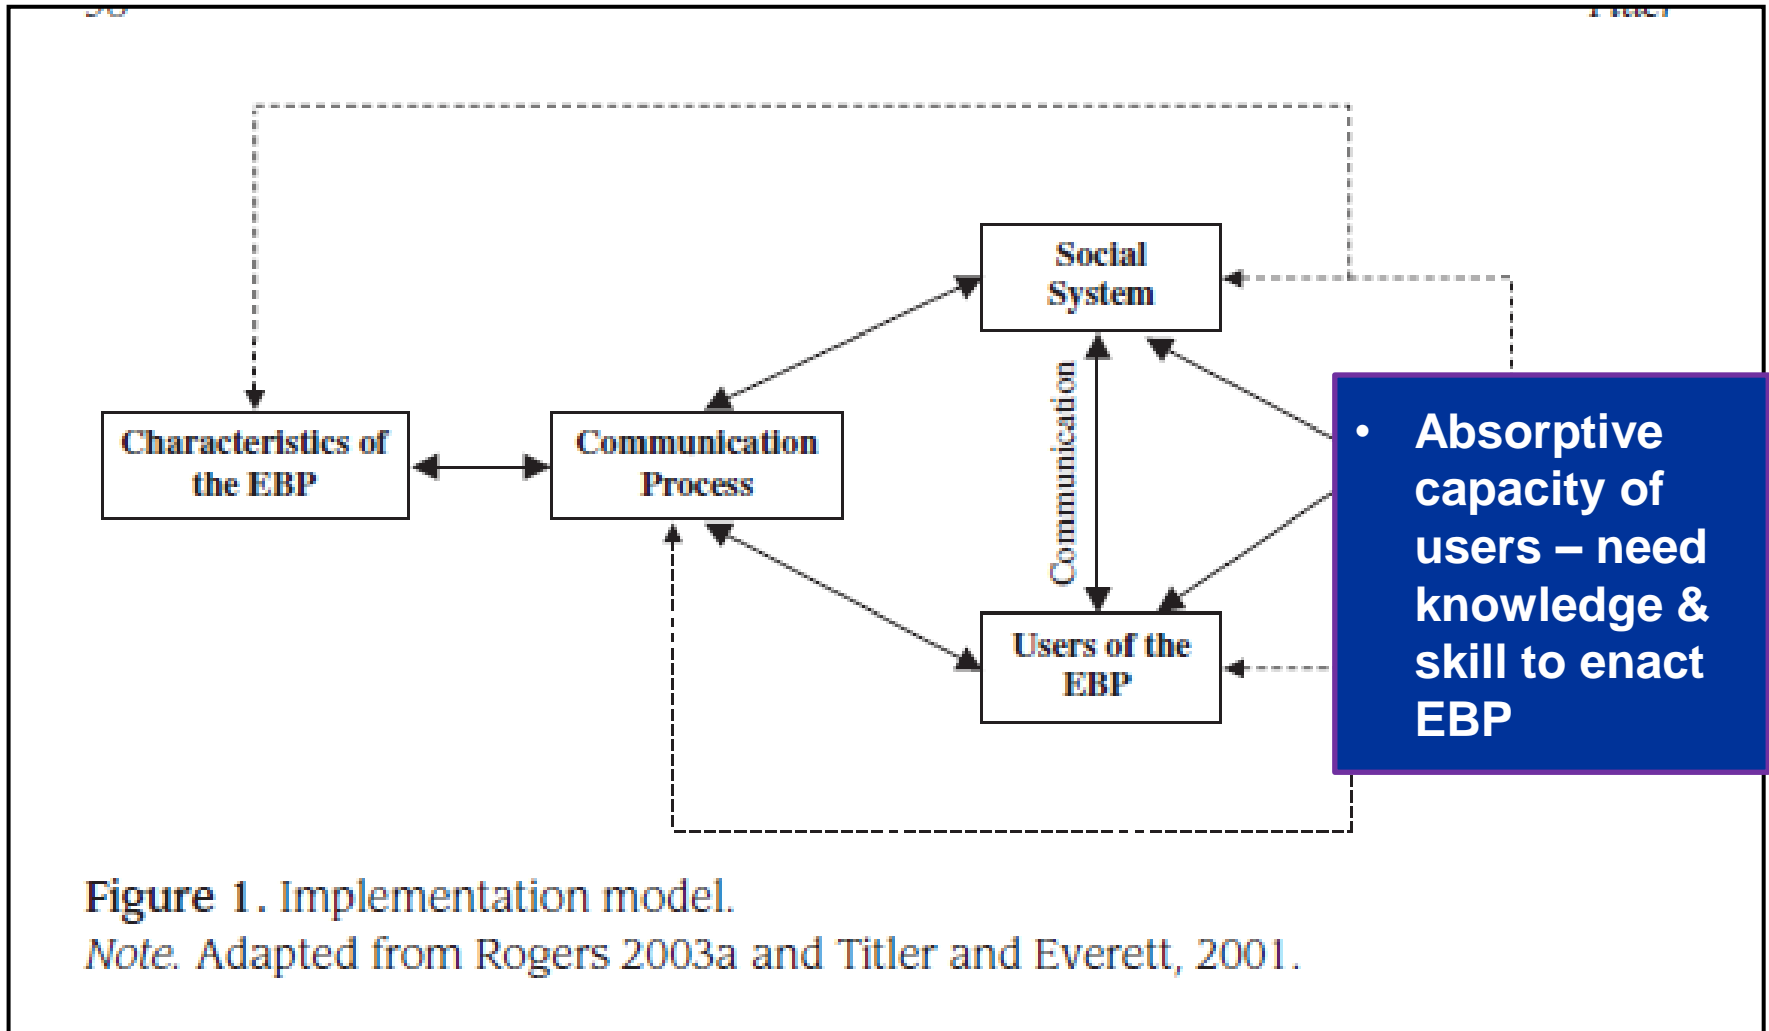 Social
System
Characteristics of
the EBP
Communication
Process
Communication
Users of the
EBP
• Absorptive
capacity of
users – need
knowledge &
skill to enact
EBP
Figure 1. Implementation model.
Note. Adapted from Rogers 2003a and Titler and Everett, 2001.